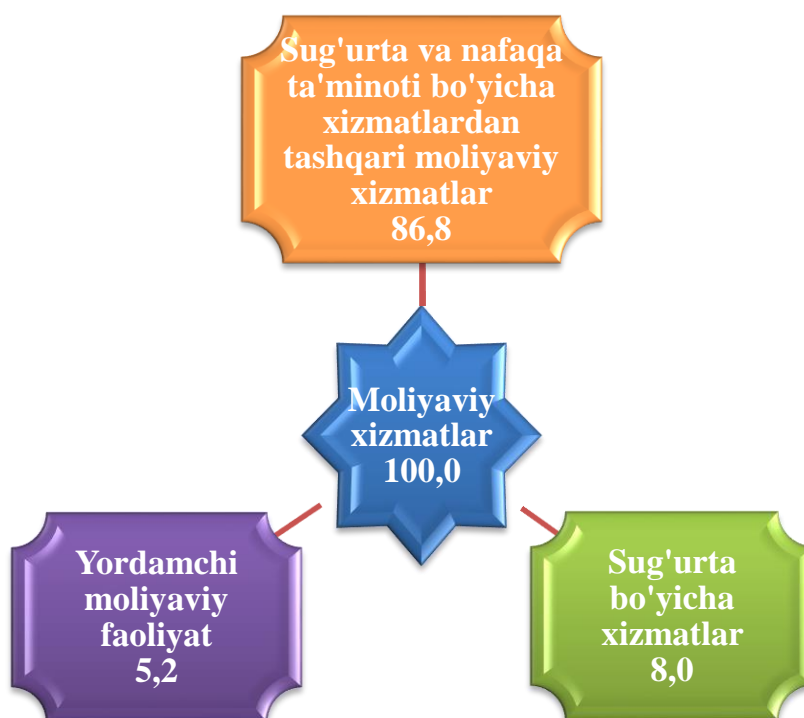 Sug'urta va nafaqa
ta'minoti bo'yicha
xizmatlardan
tashqari moliyaviy
xizmatlar
86,8
Moliyaviy
xizmatlar
100,0
Yordamchi
moliyaviy
faoliyat
5,2
Sug'urta
bo'yicha
xizmatlar
8,0